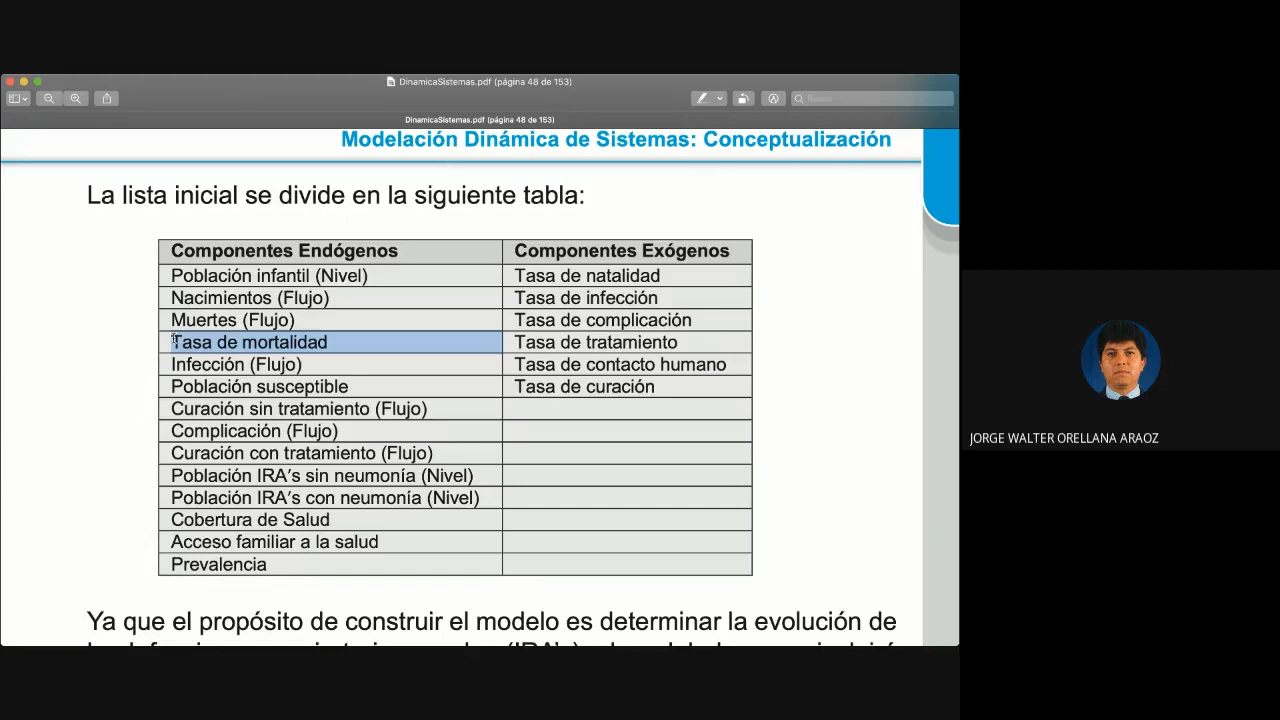 DinamicaSistemas.pdf (página 48 de 153)
DinamicaSistemas.pdf (página 48 de 153)
Modelación Dinámica de Sistemas: Conceptualización
La lista inicial se divide en la siguiente tabla:
Componentes Endógenos Componentes Exógenos
Población infantil (Nivel) Tasa de natalidad
Nacimientos (Flujo) Tasa de infección
Muertes (Flujo) Tasa de complicación
Tasa de mortalidad Tasa de tratamiento
Infección (Flujo) Tasa de contacto humano
Población susceptible Tasa de curación
Curación sin tratamiento (Flujo)
Complicación (Flujo)
Curación con tratamiento (Flujo)
Población IRA's sin neumonía (Nivel)
Población IRA's con neumonía (Nivel)
Cobertura de Salud
Acceso familiar a la salud
Prevalencia
Ya que el propósito de construir el modelo es determinar la evolución de
JORGE WALTER ORELLANA ARAOZ